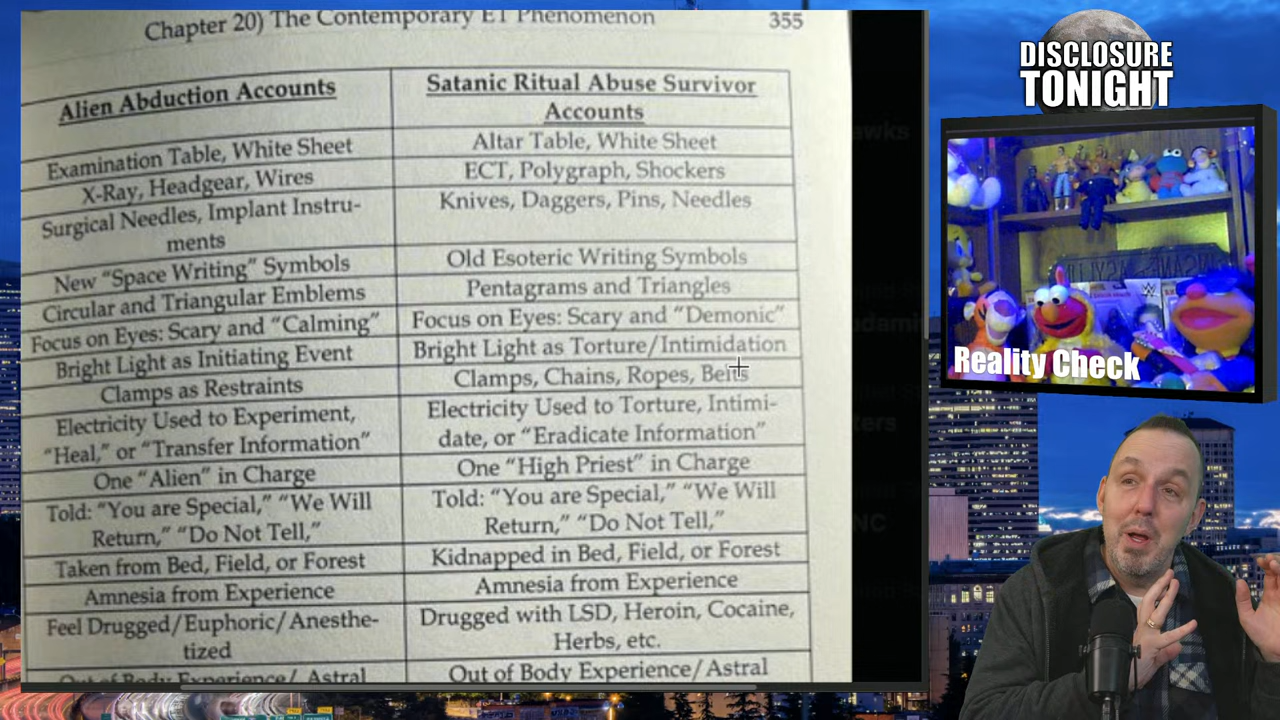 Chapter 20) The Contemporary ET Phenomenon 355
Alien Abduction Accounts
Satanic Ritual Abuse Survivor
Accounts
Examination Table, White Sheet
Altar Table, White Sheet
X-Ray, Headgear, Wires
ECT, Polygraph, Shockers
Surgical Needles, Implant Instru-
ments
Knives, Daggers, Pins, Needles
New “Space Writing” Symbols
Old Esoteric Writing Symbols
Circular and Triangular Emblems
Pentagrams and Triangles
Focus on Eyes: Scary and “Calming”
Focus on Eyes: Scary and “Demonic”
Bright Light as Initiating Event
Bright Light as Torture/Intimidation
Clamps as Restraints
Clamps, Chains, Ropes, Belts
Electricity Used to Experiment,
“Heal,” or “Transfer Information”
Electricity Used to Torture, Intimi-
date, or “Eradicate Information”
One “Alien” in Charge
One “High Priest” in Charge
Told: “You are Special,” “We Will
Return,” “Do Not Tell,”
Told: “You are Special,” “We Will
Return,” “Do Not Tell,”
Taken from Bed, Field, or Forest
Kidnapped in Bed, Field, or Forest
Amnesia from Experience
Amnesia from Experience
Feel Drugged/Euphoric/Anesthe-
tized
Drugged with LSD, Heroin, Cocaine,
Herbs, etc.
Out of Body Experience/Astral
Out of Body Experience/Astral
DISCLOSURE
TONIGHT
Reality Check